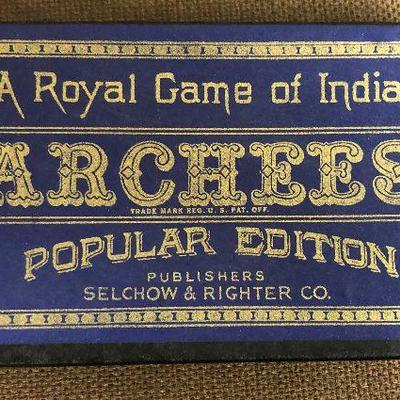 A Royal Game of India
ARCHEES
TRADE MARK REG. U.S. PAT. OFF.
POPULAR EDITION
PUBLISHERS
SELCHOW & RIGHTER CO.